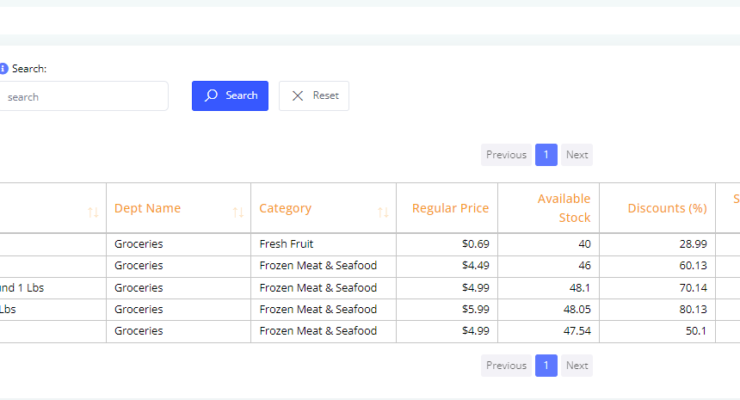 Search:
search Search Reset
Previous 1 Next
Dept Name Category Regular Price Available Stock Discounts (%) S
Groceries Fresh Fruit $0.69 40 28.99
Groceries Frozen Meat & Seafood $4.49 46 60.13
und 1 Lbs Groceries Frozen Meat & Seafood $4.99 48.1 70.14
Lbs Groceries Frozen Meat & Seafood $5.99 48.05 80.13
Groceries Frozen Meat & Seafood $4.99 47.54 50.1
Previous 1 Next